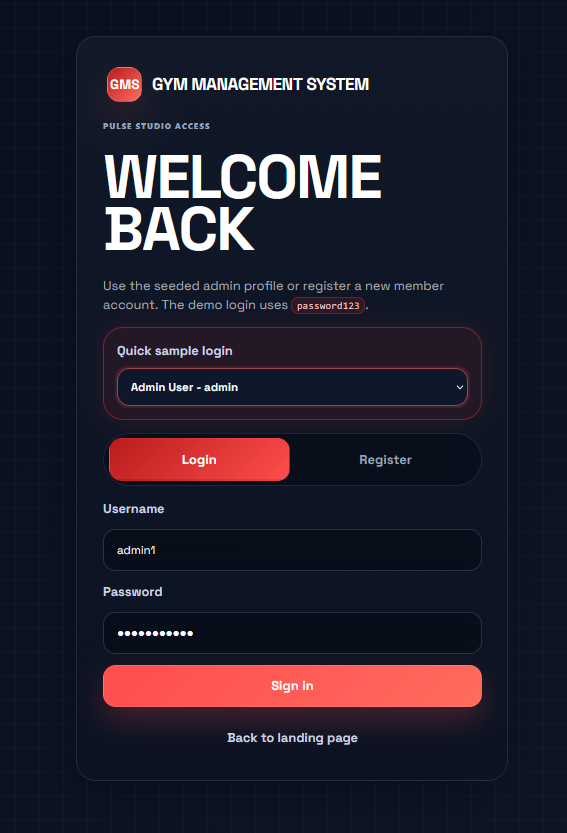 GMS GYM MANAGEMENT SYSTEM
PULSE STUDIO ACCESS
WELCOME
BACK
Use the seeded admin profile or register a new member
account. The demo login uses password123.
Quick sample login
Admin User - admin
Login Register
Username
admin1
Password
●●●●●●●●●●●
Sign in
Back to landing page